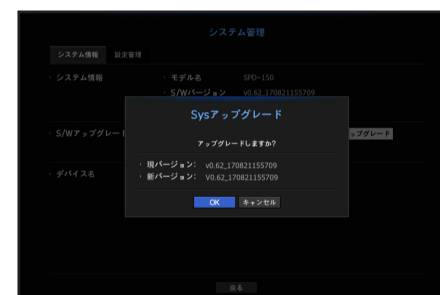 システム管理
システム情報 設定管理
・システム情報 ・モデル名 SPD-150
・S/Wバージョン v0.62_170821155709
Sysアップグレード
・S/Wアップグレード
アップグレードしますか?
ップグレード
・現バージョン: v0.62_170821155709
・新バージョン: V0.62_170821155709
・デバイス名
OK キャンセル
戻る